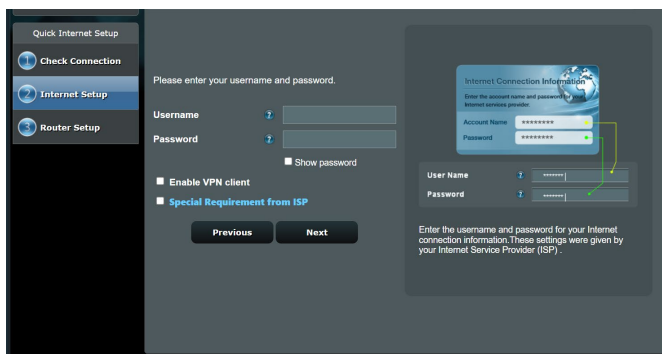 Quick Internet Setup
1 Check Connection
2 Internet Setup
3 Router Setup
Please enter your username and password.
Username ?
Password ?
Show password
Enable VPN client
Special Requirement from ISP
Previous Next
Internet Connection Information
Enter the account name and password for your
Internet services provider.
Account Name ********
Password ********
User Name ? *******
Password ? *******
Enter the username and password for your Internet
connection information.These settings were given by
your Internet Service Provider (ISP) .